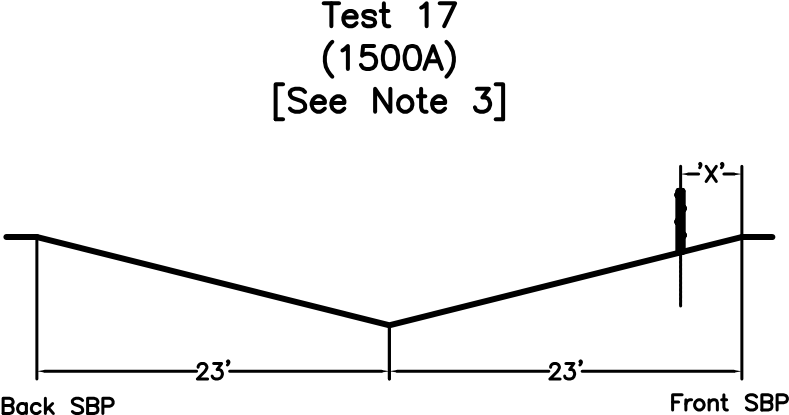 Test 17
(1500A)
[See Note 3]
'X'
23'
23'
Back SBP
Front SBP